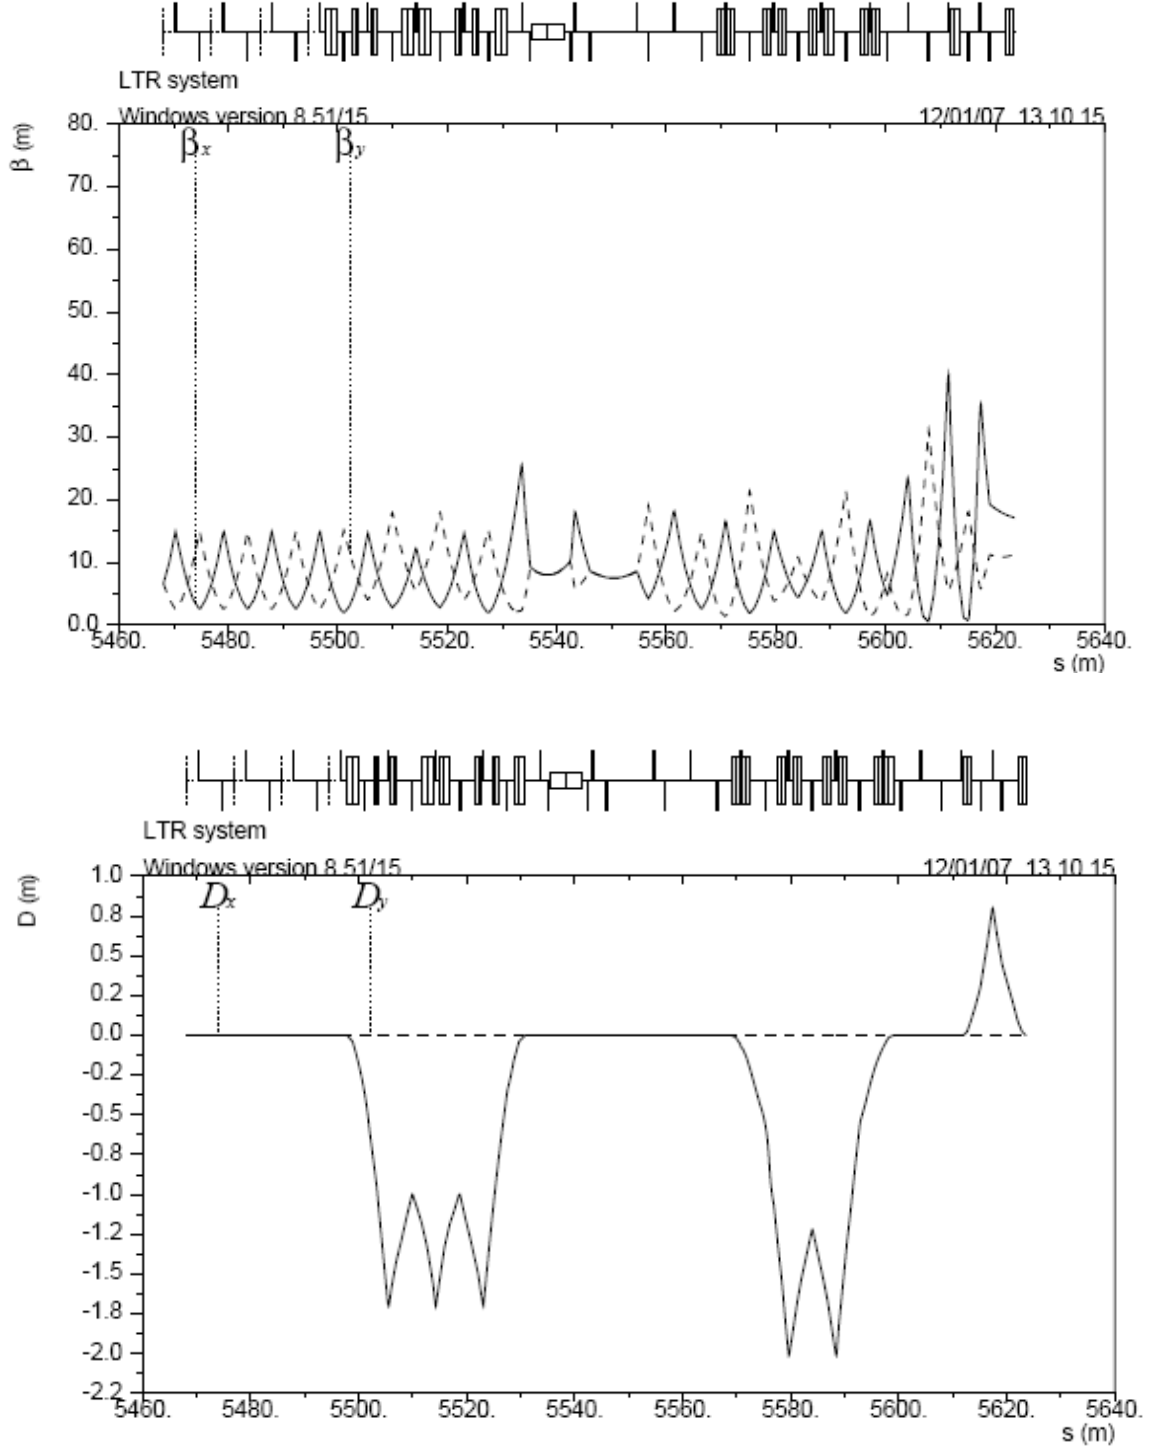 LTR system
Windows version 8.51/15 12/01/07 13.10.15
β (m)
80.
βx βy
70.
60.
50.
40.
30.
20.
10.
0.0
5460. 5480. 5500. 5520. 5540. 5560. 5580. 5600. 5620. 5640.
s (m)
LTR system
Windows version 8.51/15 12/01/07 13.10.15
D (m)
1.0
Dx Dy
0.8
0.5
0.2
0.0
-0.2
-0.5
-0.8
-1.0
-1.2
-1.5
-1.8
-2.0
-2.2
5460. 5480. 5500. 5520. 5540. 5560. 5580. 5600. 5620. 5640.
s (m)